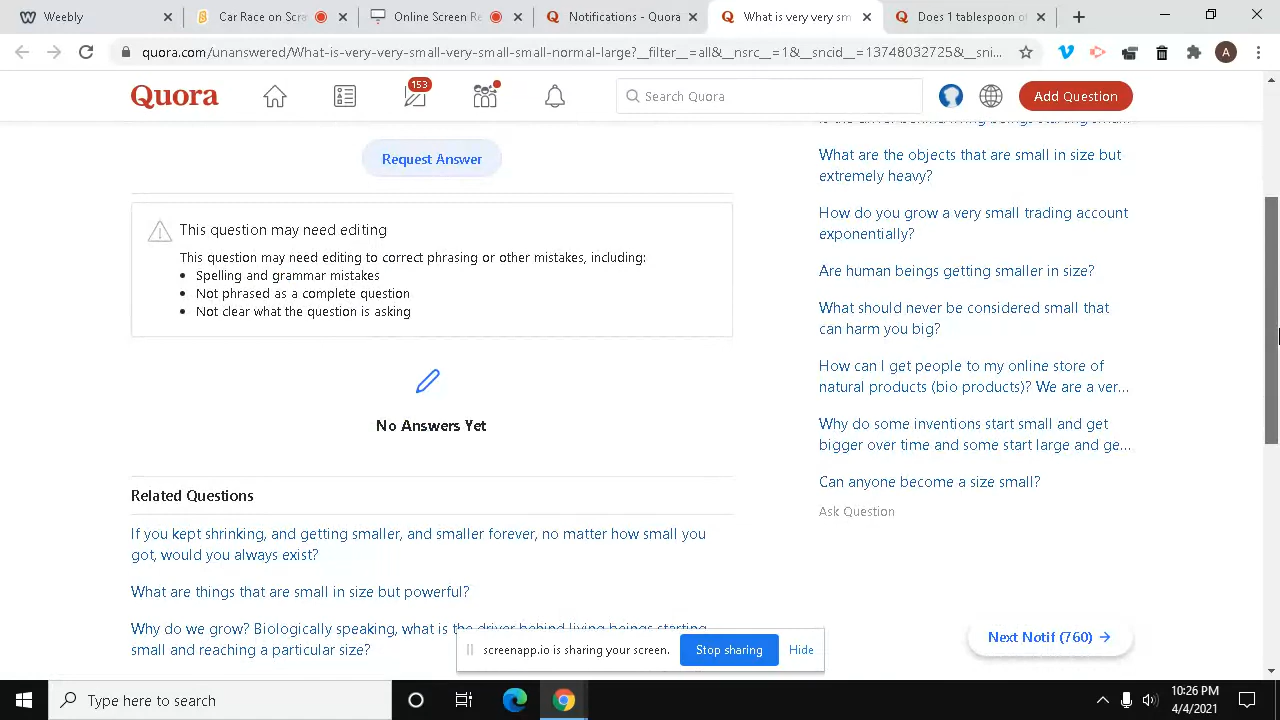 Weebly
Car Race on Scre
Online Screen Re
Notifications - Quora
What is very very sm
Does 1 tablespoon of
quora.com/unanswered/What-is-very-very-small-very-small-small-normal-large?__filter__=all&__nsrc__=1&__sncid__=13748032725&__sni...
Quora
153
Search Quora
Add Question
Request Answer
This question may need editing
This question may need editing to correct phrasing or other mistakes, including:
Spelling and grammar mistakes
Not phrased as a complete question
Not clear what the question is asking
No Answers Yet
Related Questions
If you kept shrinking, and getting smaller, and smaller forever, no matter how small you
got, would you always exist?
What are things that are small in size but powerful?
Why do we grow? Biologically speaking, what is the driver behind living beings starting
small and reaching a particular size?
is the driver behind living beings starting small...
What are the objects that are small in size but
extremely heavy?
How do you grow a very small trading account
exponentially?
Are human beings getting smaller in size?
What should never be considered small that
can harm you big?
How can I get people to my online store of
natural products (bio products)? We are a ver...
Why do some inventions start small and get
bigger over time and some start large and ge...
Can anyone become a size small?
Ask Question
Next Notif (760)
screenapp.io is sharing your screen.
Stop sharing
Hide
Type here to search
10:26 PM
4/4/2021
A